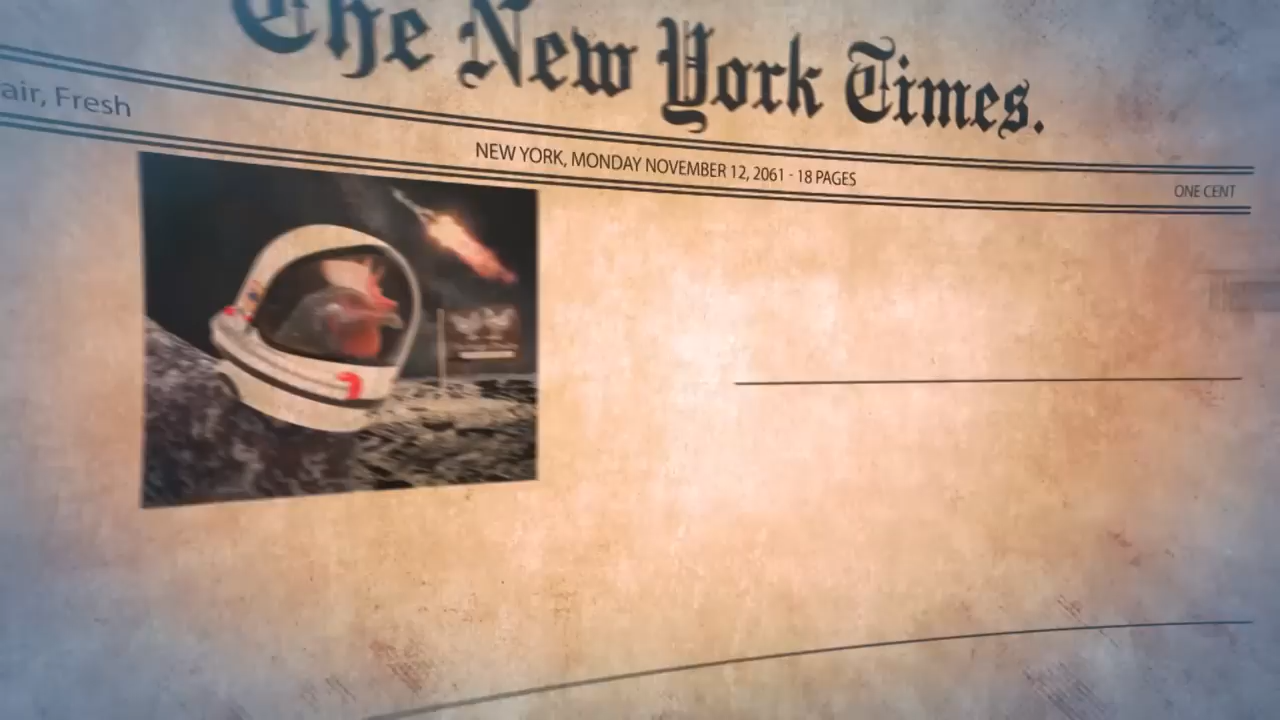 The New York Times.
air, Fresh
NEW YORK, MONDAY NOVEMBER 12, 2061 - 18 PAGES
ONE CENT